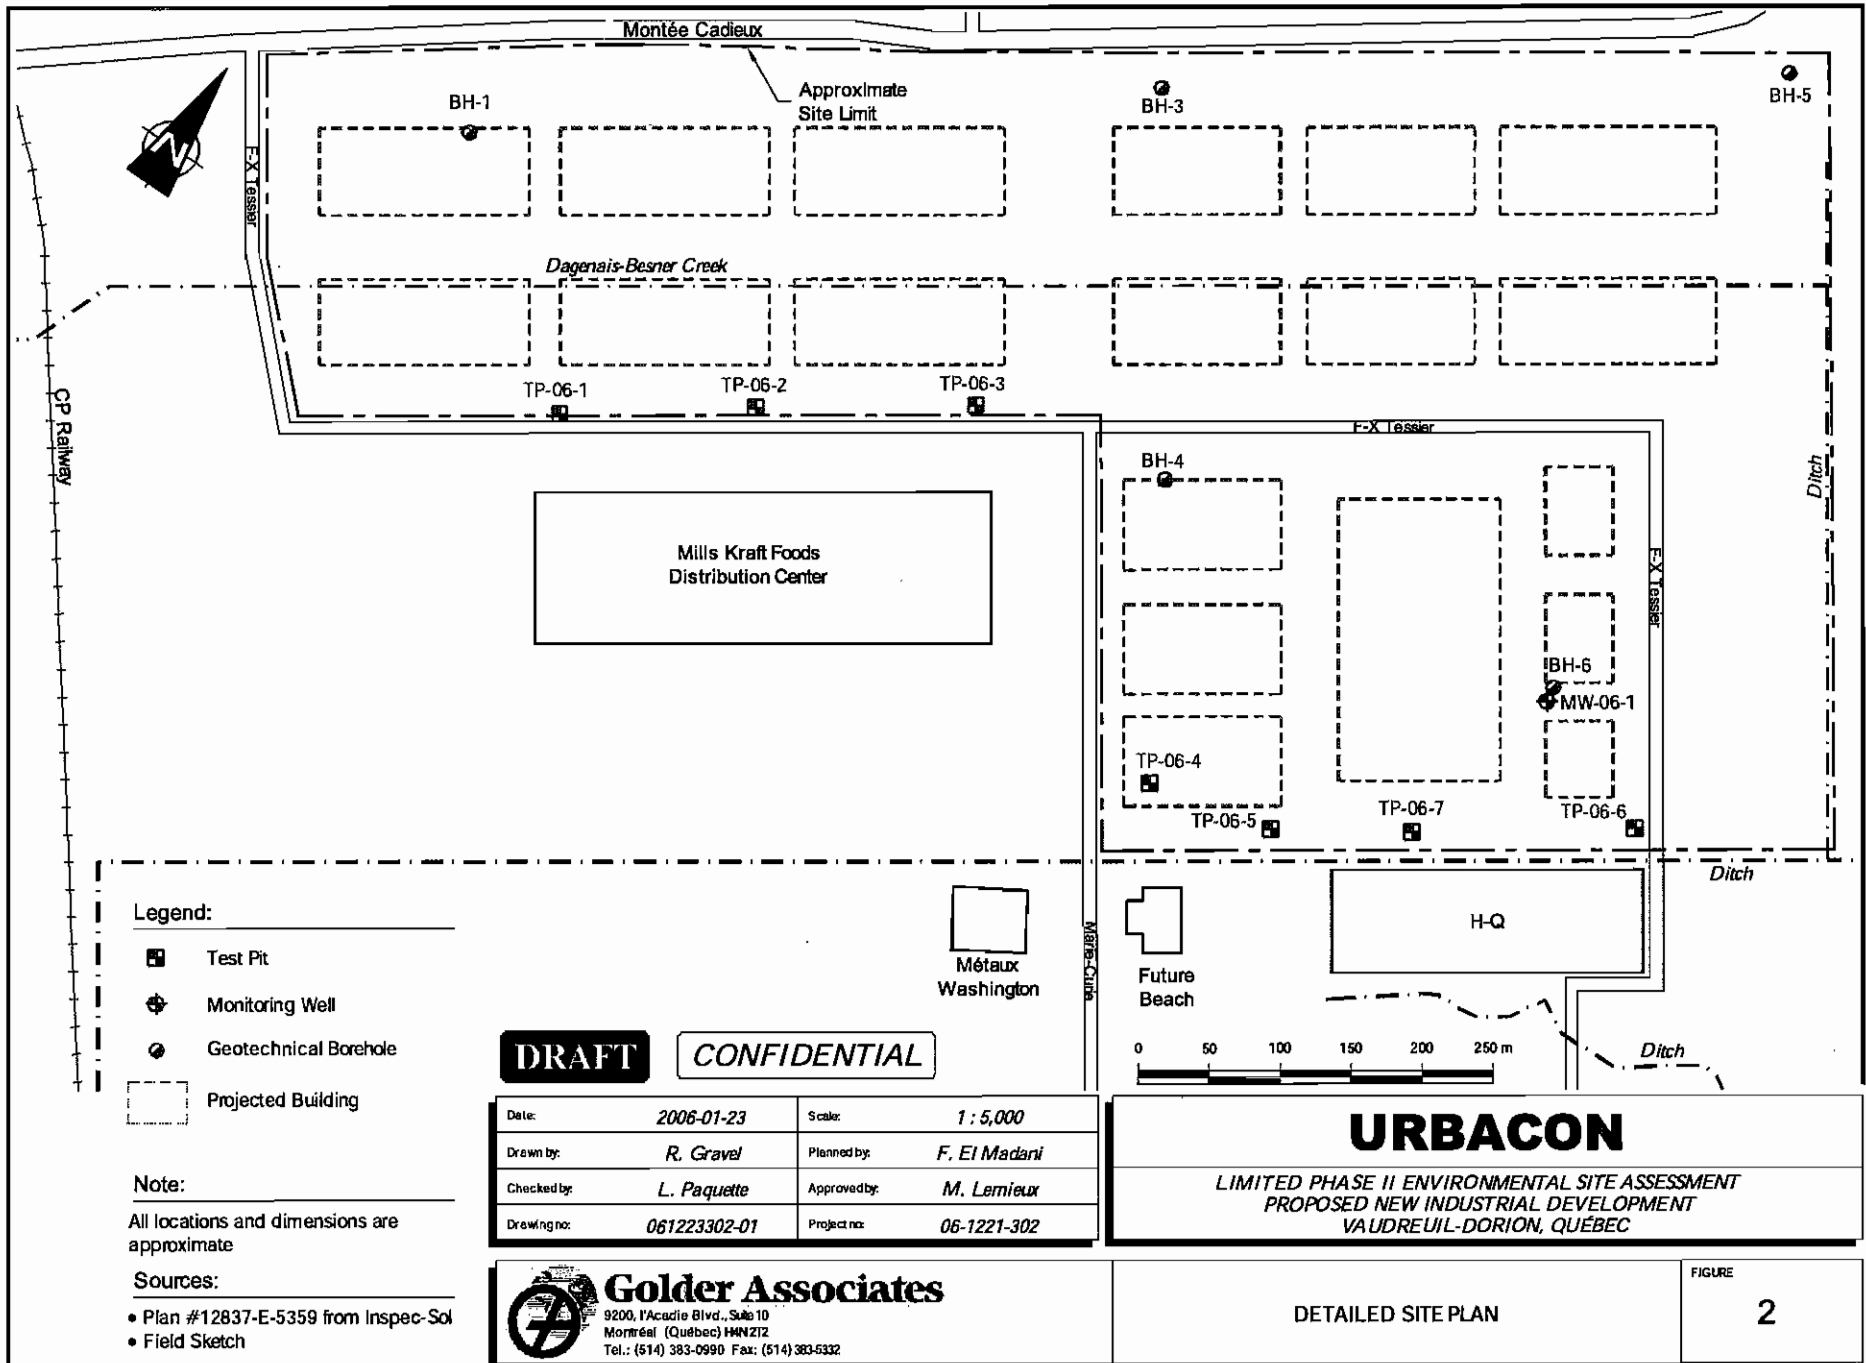 Montée Cadieux
Approximate
Site Limit
BH-1
BH-3
BH-5
N
F-X Tessier
Dagenais-Besner Creek
TP-06-1
TP-06-2
TP-06-3
F-X Tessier
CP Railway
BH-4
Ditch
Mills Kraft Foods
Distribution Center
F-X Tessier
BH-6
MW-06-1
TP-06-4
TP-06-5
TP-06-7
TP-06-6
Ditch
H-Q
Métaux
Washington
Marie-Curie
Future
Beach
Ditch
0 50 100 150 200 250 m
Legend:
Test Pit
Monitoring Well
Geotechnical Borehole
Projected Building
Note:
All locations and dimensions are
approximate
Sources:
• Plan #12837-E-5359 from Inspec-Sol
• Field Sketch
DRAFT
CONFIDENTIAL
Date: 2006-01-23 Scale: 1 : 5,000
Drawn by: R. Gravel Planned by: F. El Madani
Checked by: L. Paquette Approved by: M. Lemieux
Drawing no: 061223302-01 Project no: 06-1221-302
URBACON
LIMITED PHASE II ENVIRONMENTAL SITE ASSESSMENT
PROPOSED NEW INDUSTRIAL DEVELOPMENT
VAUDREUIL-DORION, QUÉBEC
Golder Associates
9200, l'Acadie Blvd., Suite 10
Montréal (Québec) H4N 2T2
Tel.: (514) 383-0990 Fax: (514) 383-5332
DETAILED SITE PLAN
FIGURE
2